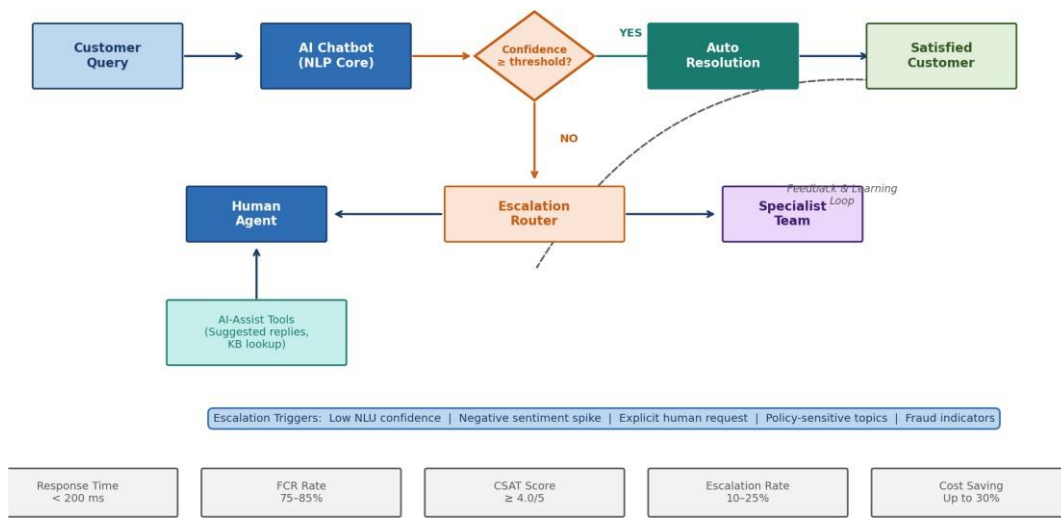 Customer
Query
AI Chatbot
(NLP Core)
Confidence
≥ threshold?
YES
Auto
Resolution
Satisfied
Customer
NO
Human
Agent
Escalation
Router
Specialist
Team
Feedback & Learning
Loop
AI-Assist Tools
(Suggested replies,
KB lookup)
Escalation Triggers: Low NLU confidence | Negative sentiment spike | Explicit human request | Policy-sensitive topics | Fraud indicators
Response Time
< 200 ms
FCR Rate
75–85%
CSAT Score
≥ 4.0/5
Escalation Rate
10–25%
Cost Saving
Up to 30%